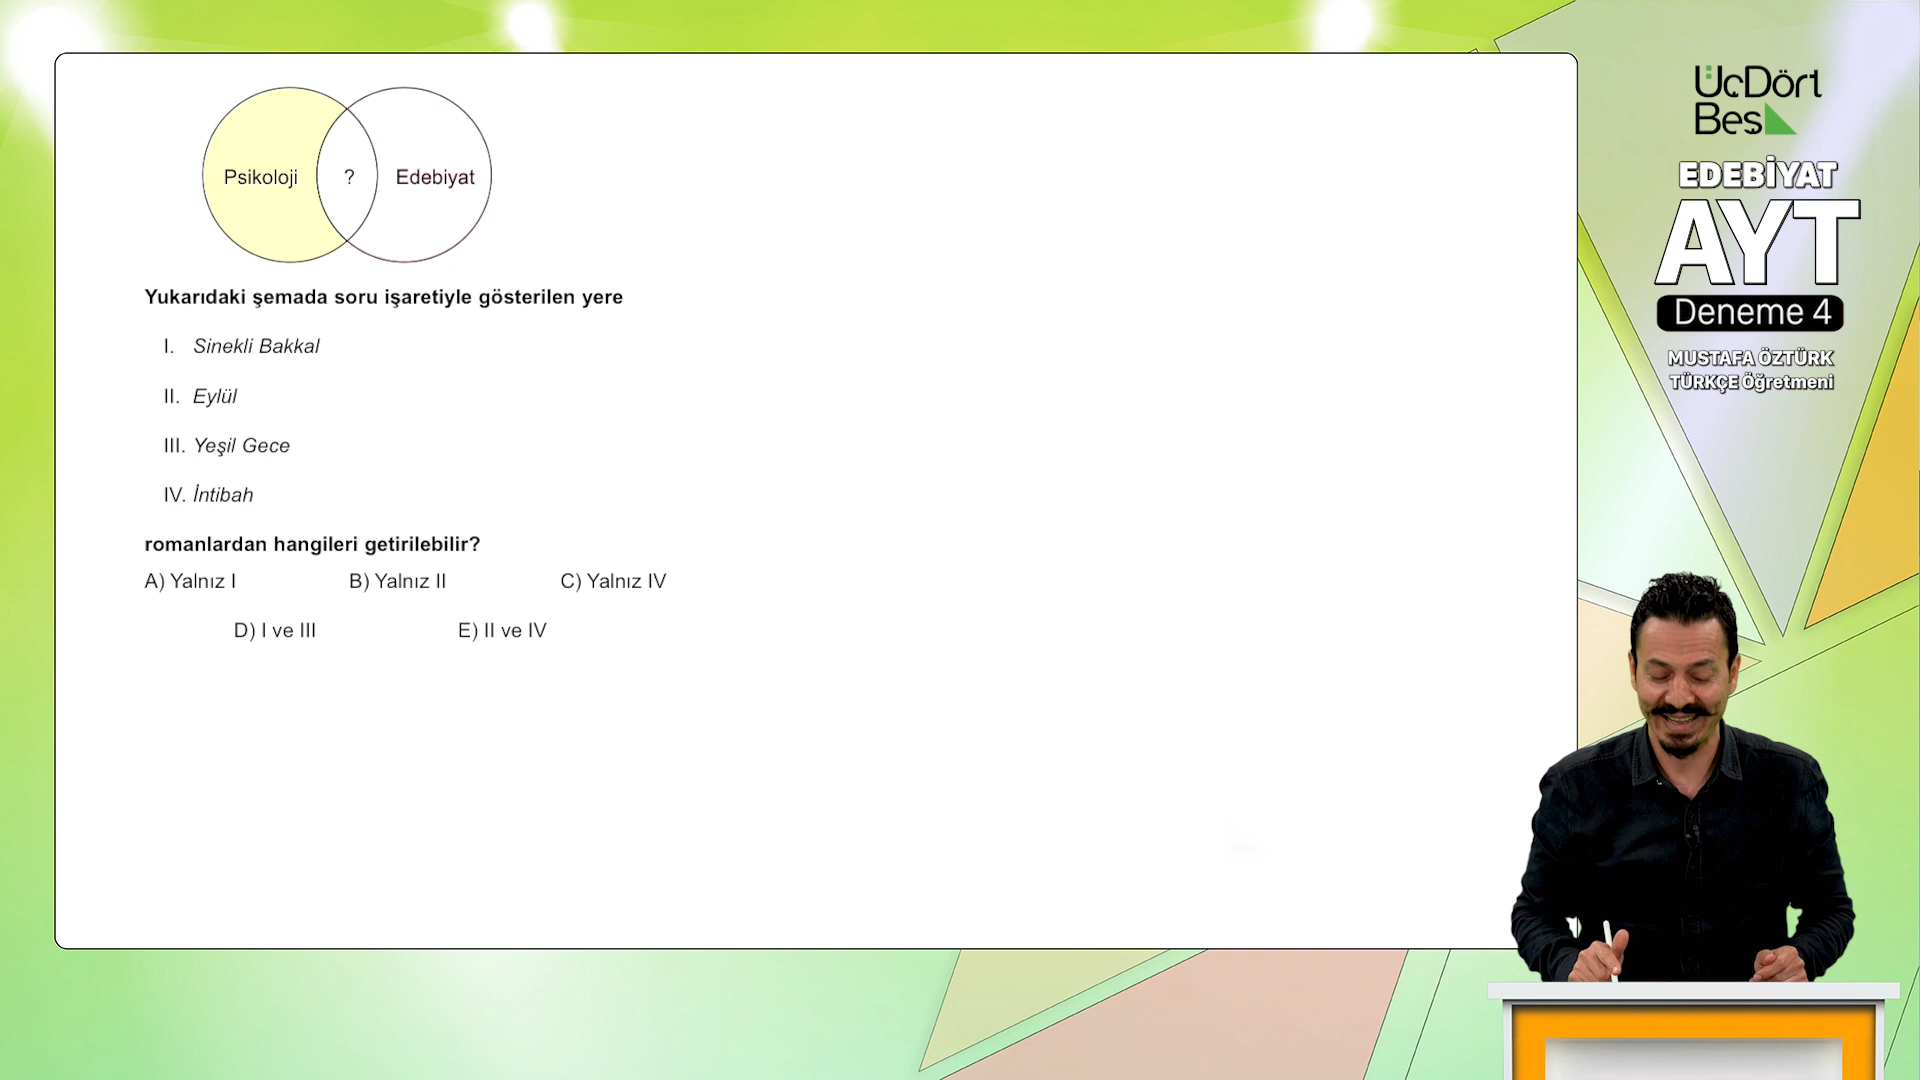 Psikoloji ? Edebiyat
Yukarıdaki şemada soru işaretiyle gösterilen yere
I. Sinekli Bakkal
II. Eylül
III. Yeşil Gece
IV. İntibah
romanlardan hangileri getirilebilir?
A) Yalnız I B) Yalnız II C) Yalnız IV
D) I ve III E) II ve IV
ÜçDört
Beş
EDEBİYAT
AYT
Deneme 4
MUSTAFA ÖZTÜRK
TÜRKÇE Öğretmeni